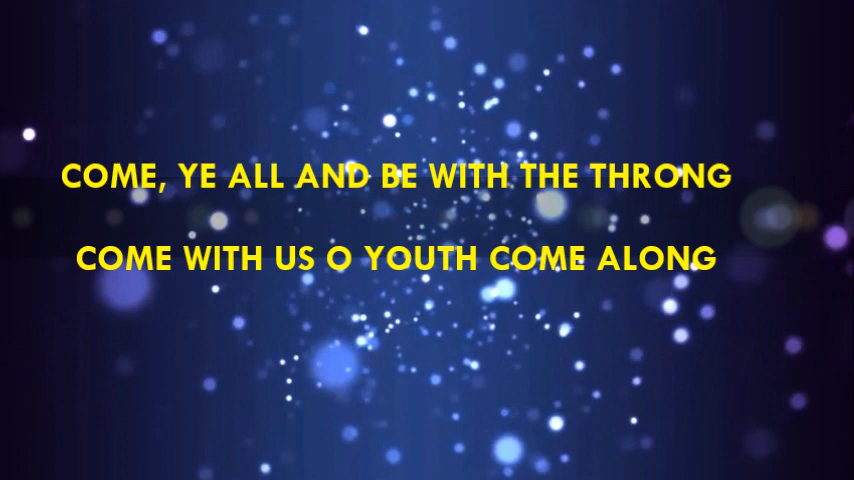 COME, YE ALL AND BE WITH THE THRONG
COME WITH US O YOUTH COME ALONG